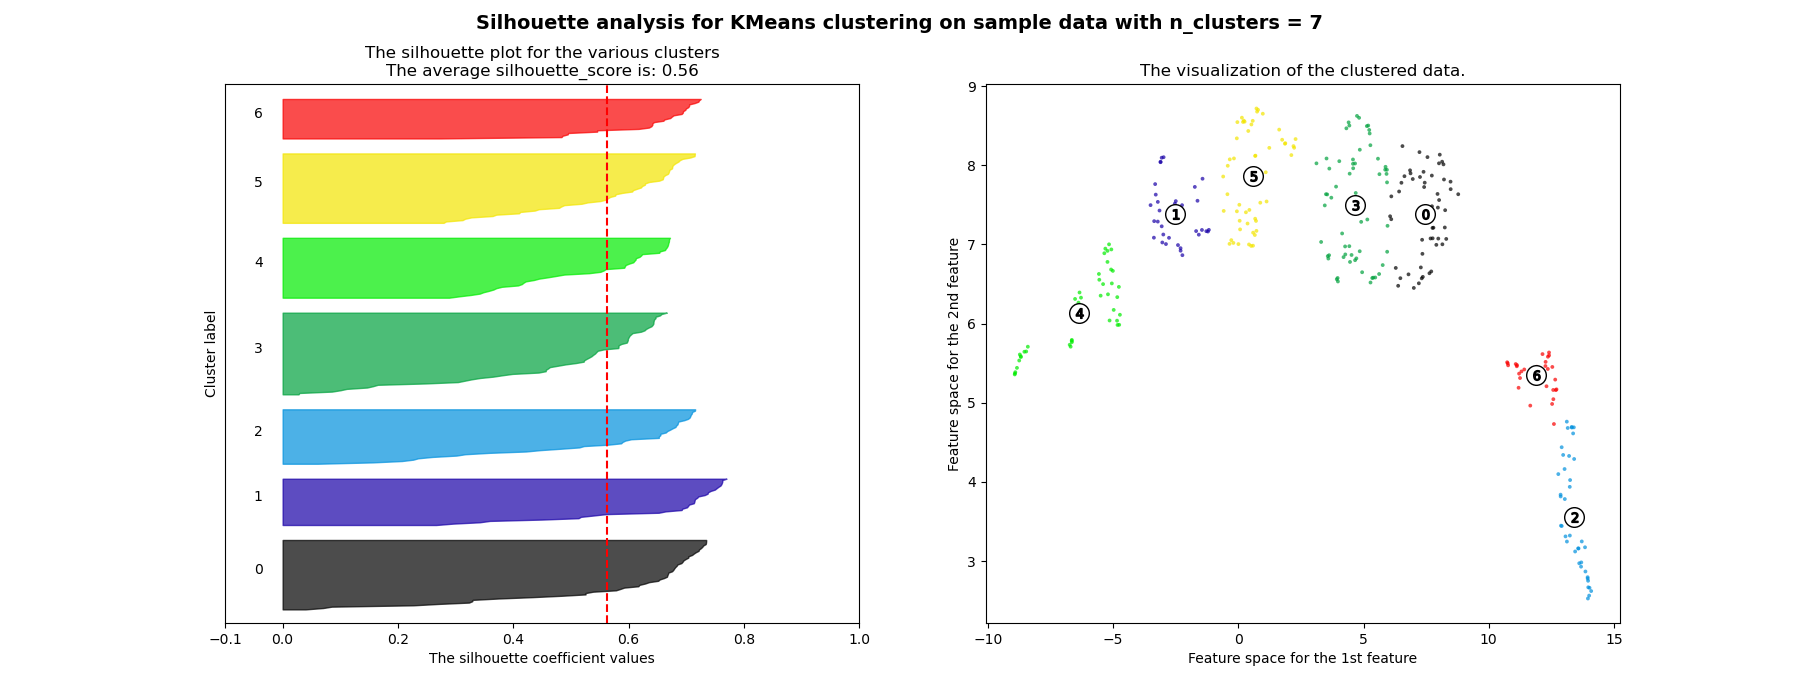 Silhouette analysis for KMeans clustering on sample data with n_clusters = 7
The silhouette plot for the various clusters
The average silhouette_score is: 0.56
6
5
4
3
2
1
0
Cluster label
−0.1 0.0 0.2 0.4 0.6 0.8 1.0
The silhouette coefficient values
The visualization of the clustered data.
9
8
7
6
5
4
3
Feature space for the 2nd feature
5
3
1
0
4
6
2
−10 −5 0 5 10 15
Feature space for the 1st feature